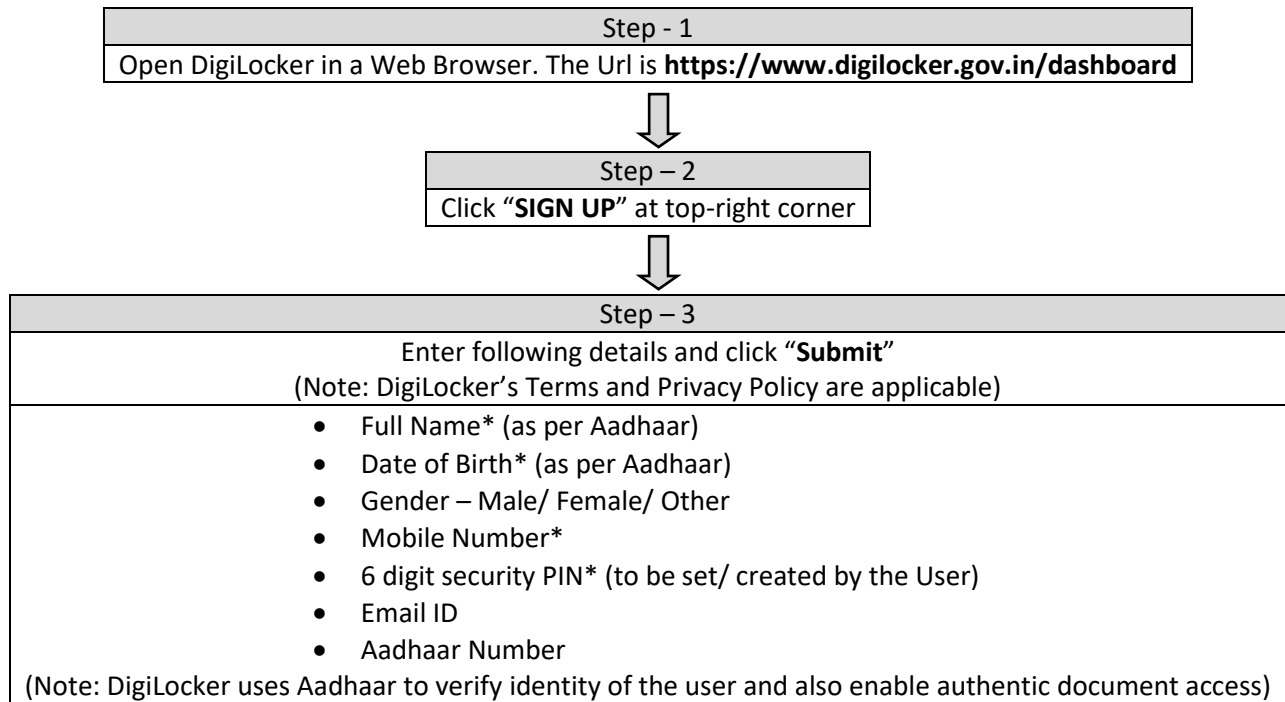 Step - 1
Open DigiLocker in a Web Browser. The Url is https://www.digilocker.gov.in/dashboard
Step – 2
Click “SIGN UP” at top-right corner
Step – 3
Enter following details and click “Submit”
(Note: DigiLocker’s Terms and Privacy Policy are applicable)
• Full Name* (as per Aadhaar)
• Date of Birth* (as per Aadhaar)
• Gender – Male/ Female/ Other
• Mobile Number*
• 6 digit security PIN* (to be set/ created by the User)
• Email ID
• Aadhaar Number
(Note: DigiLocker uses Aadhaar to verify identity of the user and also enable authentic document access)